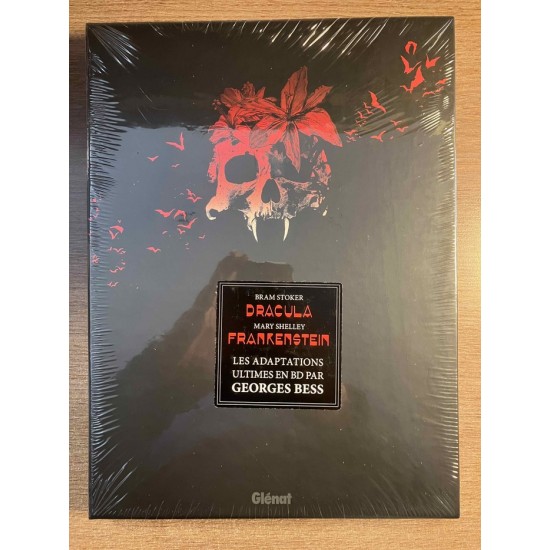 BRAM STOKER
DRACULA
MARY SHELLEY
FRANKENSTEIN
LES ADAPTATIONS
ULTIMES EN BD PAR
GEORGES BESS
Glénat